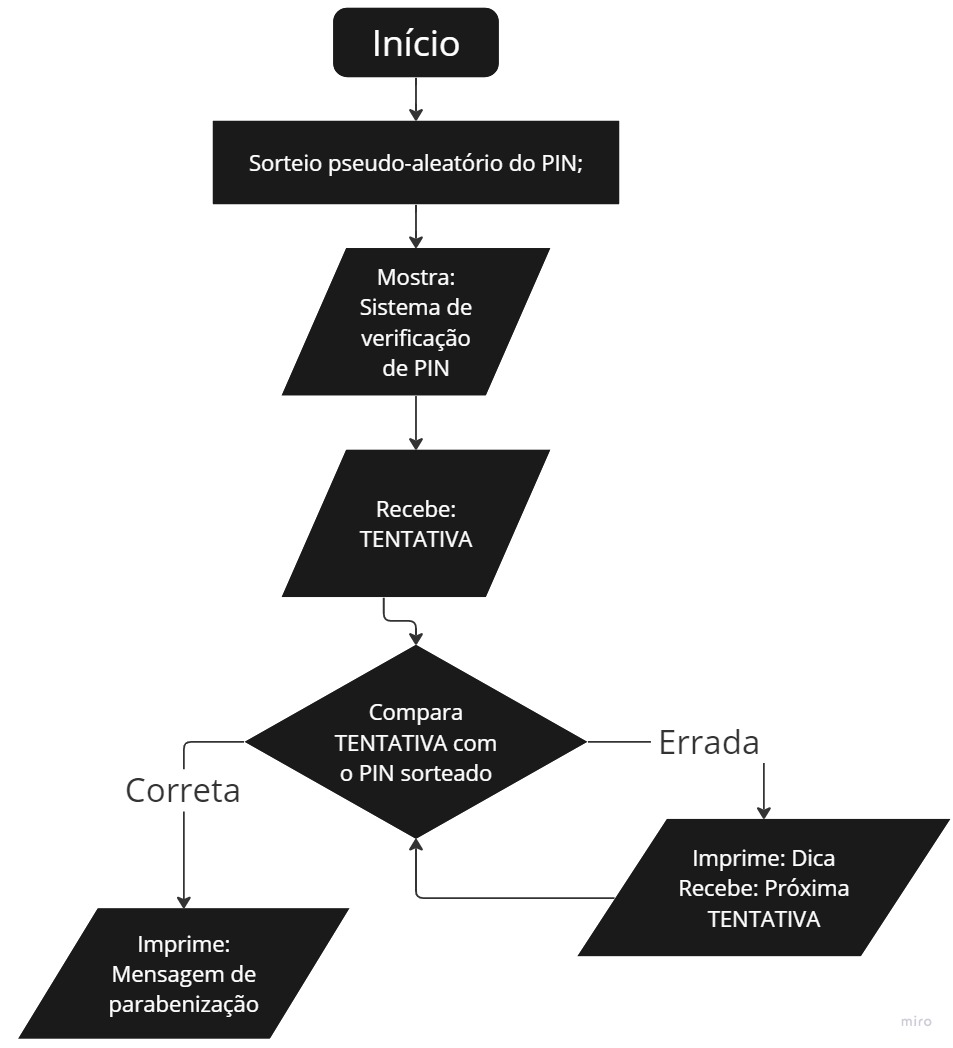 Início
Sorteio pseudo-aleatório do PIN;
Mostra:
Sistema de
verificação
de PIN
Recebe:
TENTATIVA
Compara
TENTATIVA com
o PIN sorteado
Errada
Correta
Imprime: Dica
Recebe: Próxima
TENTATIVA
Imprime:
Mensagem de
parabenização
miro